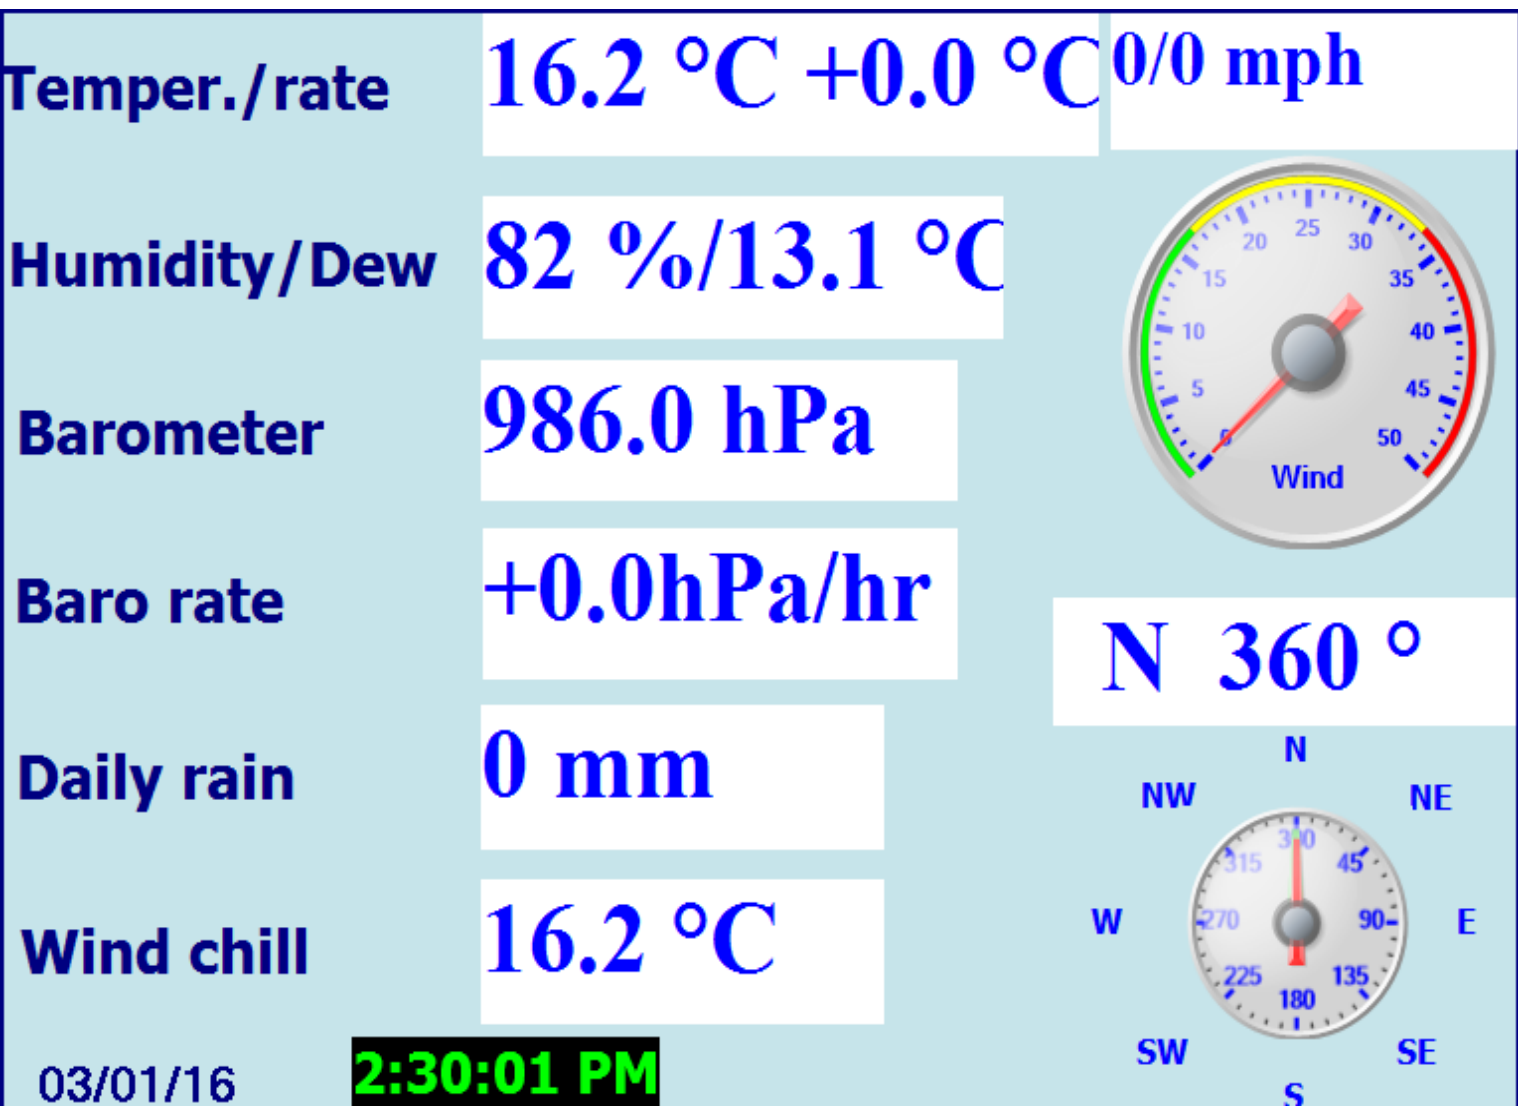 Temper./rate 16.2 °C +0.0 °C 0/0 mph
Humidity/Dew 82 %/13.1 °C
Barometer 986.0 hPa
Baro rate +0.0hPa/hr
Daily rain 0 mm
Wind chill 16.2 °C
03/01/16 2:30:01 PM
0 5 10 15 20 25 30 35 40 45 50
Wind
N 360 °
N
NW NE
W E
SW SE
S
360 45 90 135 180 225 270 315